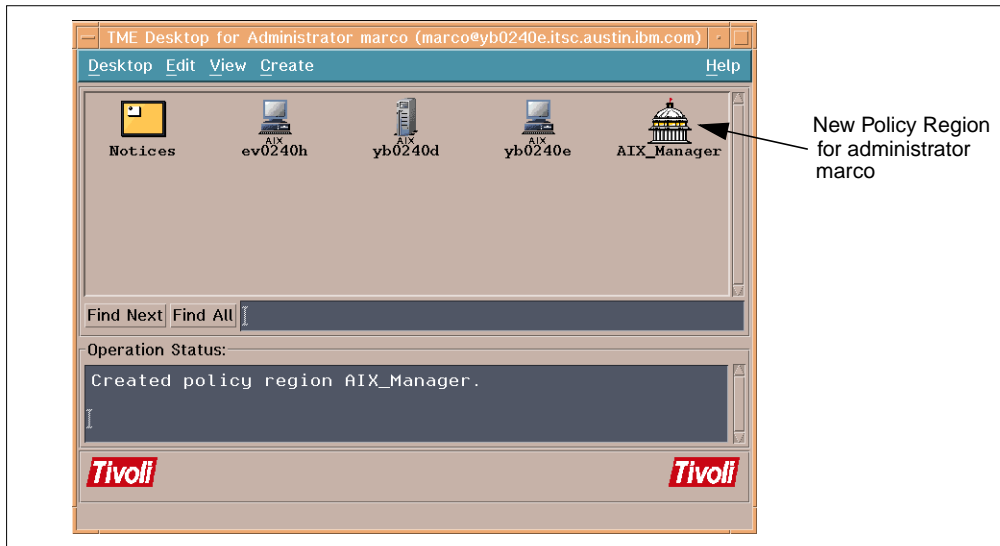 TME Desktop for Administrator marco (marco@yb0240e.itsc.austin.ibm.com)
Desktop Edit View Create Help
AIX AIX AIX
Notices ev0240h yb0240d yb0240e AIX_Manager
New Policy Region
for administrator
marco
Find Next Find All
Operation Status:
Created policy region AIX_Manager.
Tivoli Tivoli